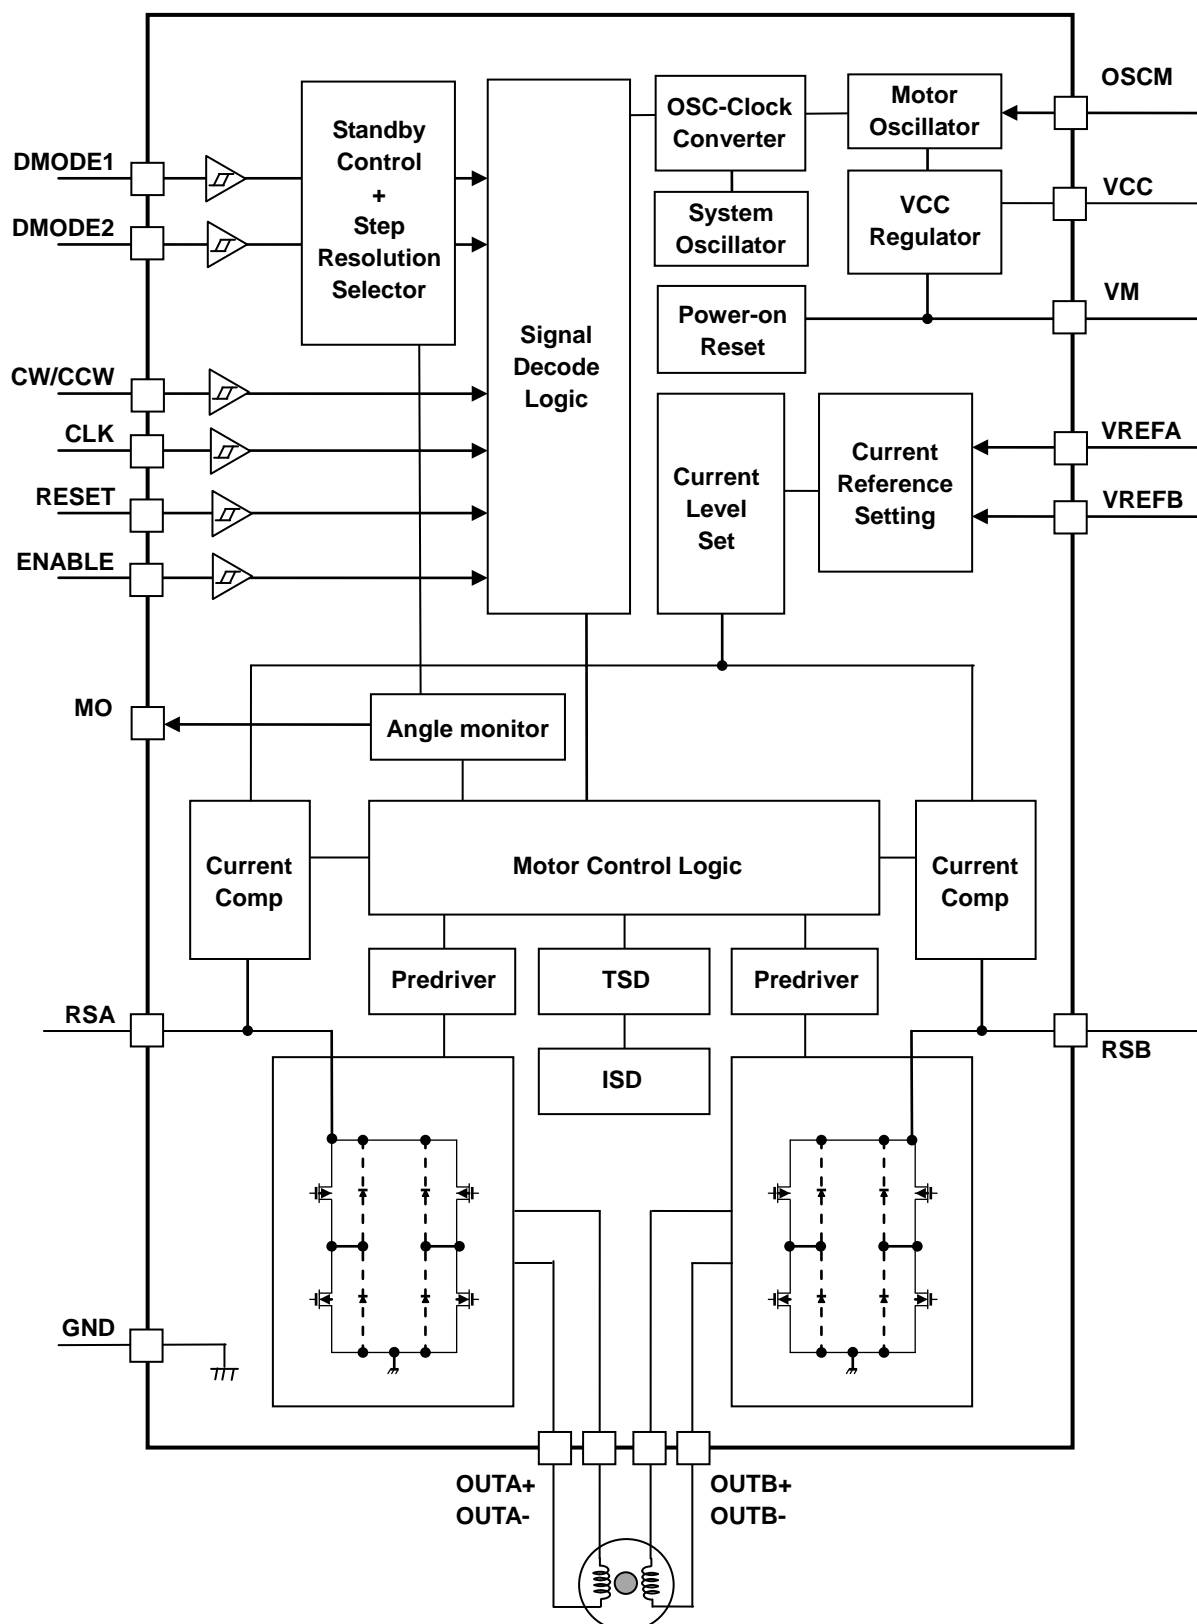 OSCM
Standby
Control
+
Step
Resolution
Selector
OSC-Clock
Converter
Motor
Oscillator
DMODE1
DMODE2
VCC
System
Oscillator
VCC
Regulator
VM
Power-on
Reset
Signal
Decode
Logic
CW/CCW
CLK
RESET
ENABLE
Current
Level
Set
Current
Reference
Setting
VREFA
VREFB
MO
Angle monitor
Current
Comp
Motor Control Logic
Current
Comp
Predriver
TSD
Predriver
RSA
RSB
ISD
GND
OUTA+
OUTA-
OUTB+
OUTB-